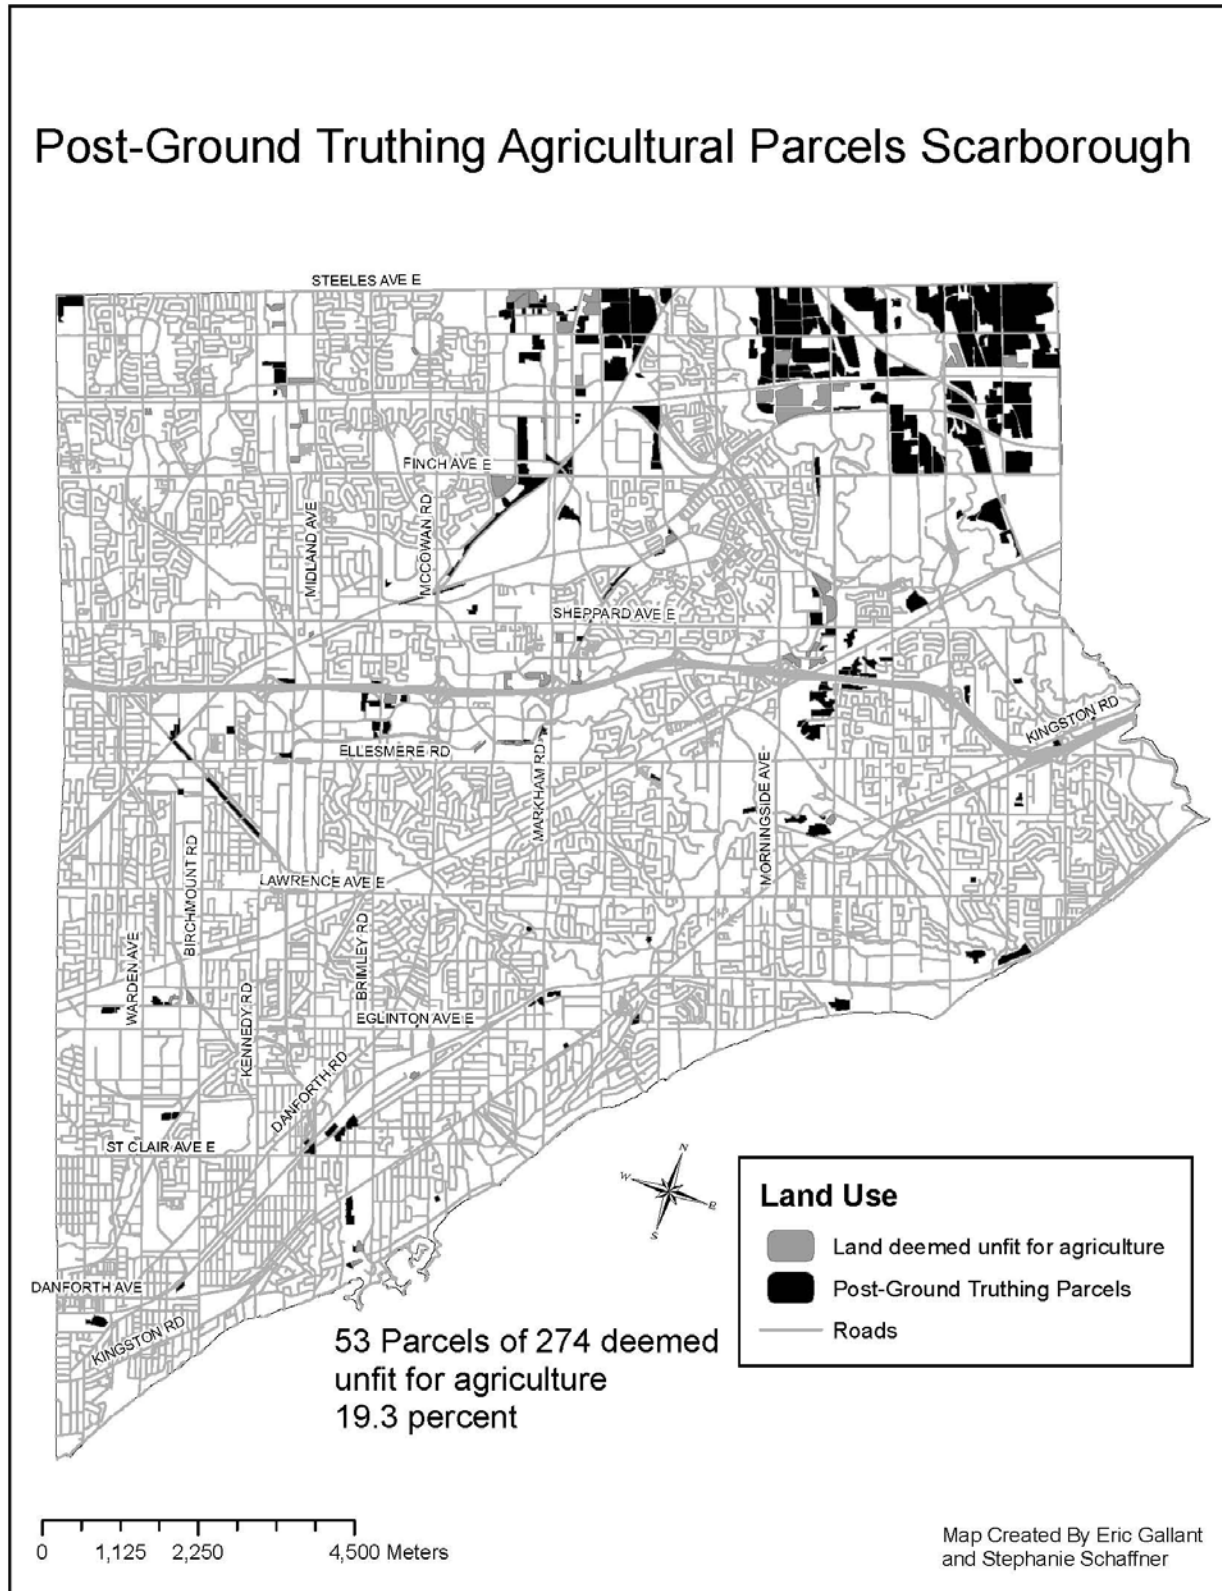 Post-Ground Truthing Agricultural Parcels Scarborough
STEELES AVE E
FINCH AVE E
MIDLAND AVE
MCCOWAN RD
SHEPPARD AVE E
KINGSTON RD
ELLESMERE RD
MARKHAM RD
MORNINGSIDE AVE
BIRCHMOUNT RD
LAWRENCE AVE E
WARDEN AVE
BRIMLEY RD
KENNEDY RD
EGLINTON AVE E
DANFORTH RD
ST CLAIR AVE E
DANFORTH AVE
KINGSTON RD
N
W
E
S
Land Use
Land deemed unfit for agriculture
Post-Ground Truthing Parcels
Roads
53 Parcels of 274 deemed
unfit for agriculture
19.3 percent
0 1,125 2,250 4,500 Meters
Map Created By Eric Gallant
and Stephanie Schaffner